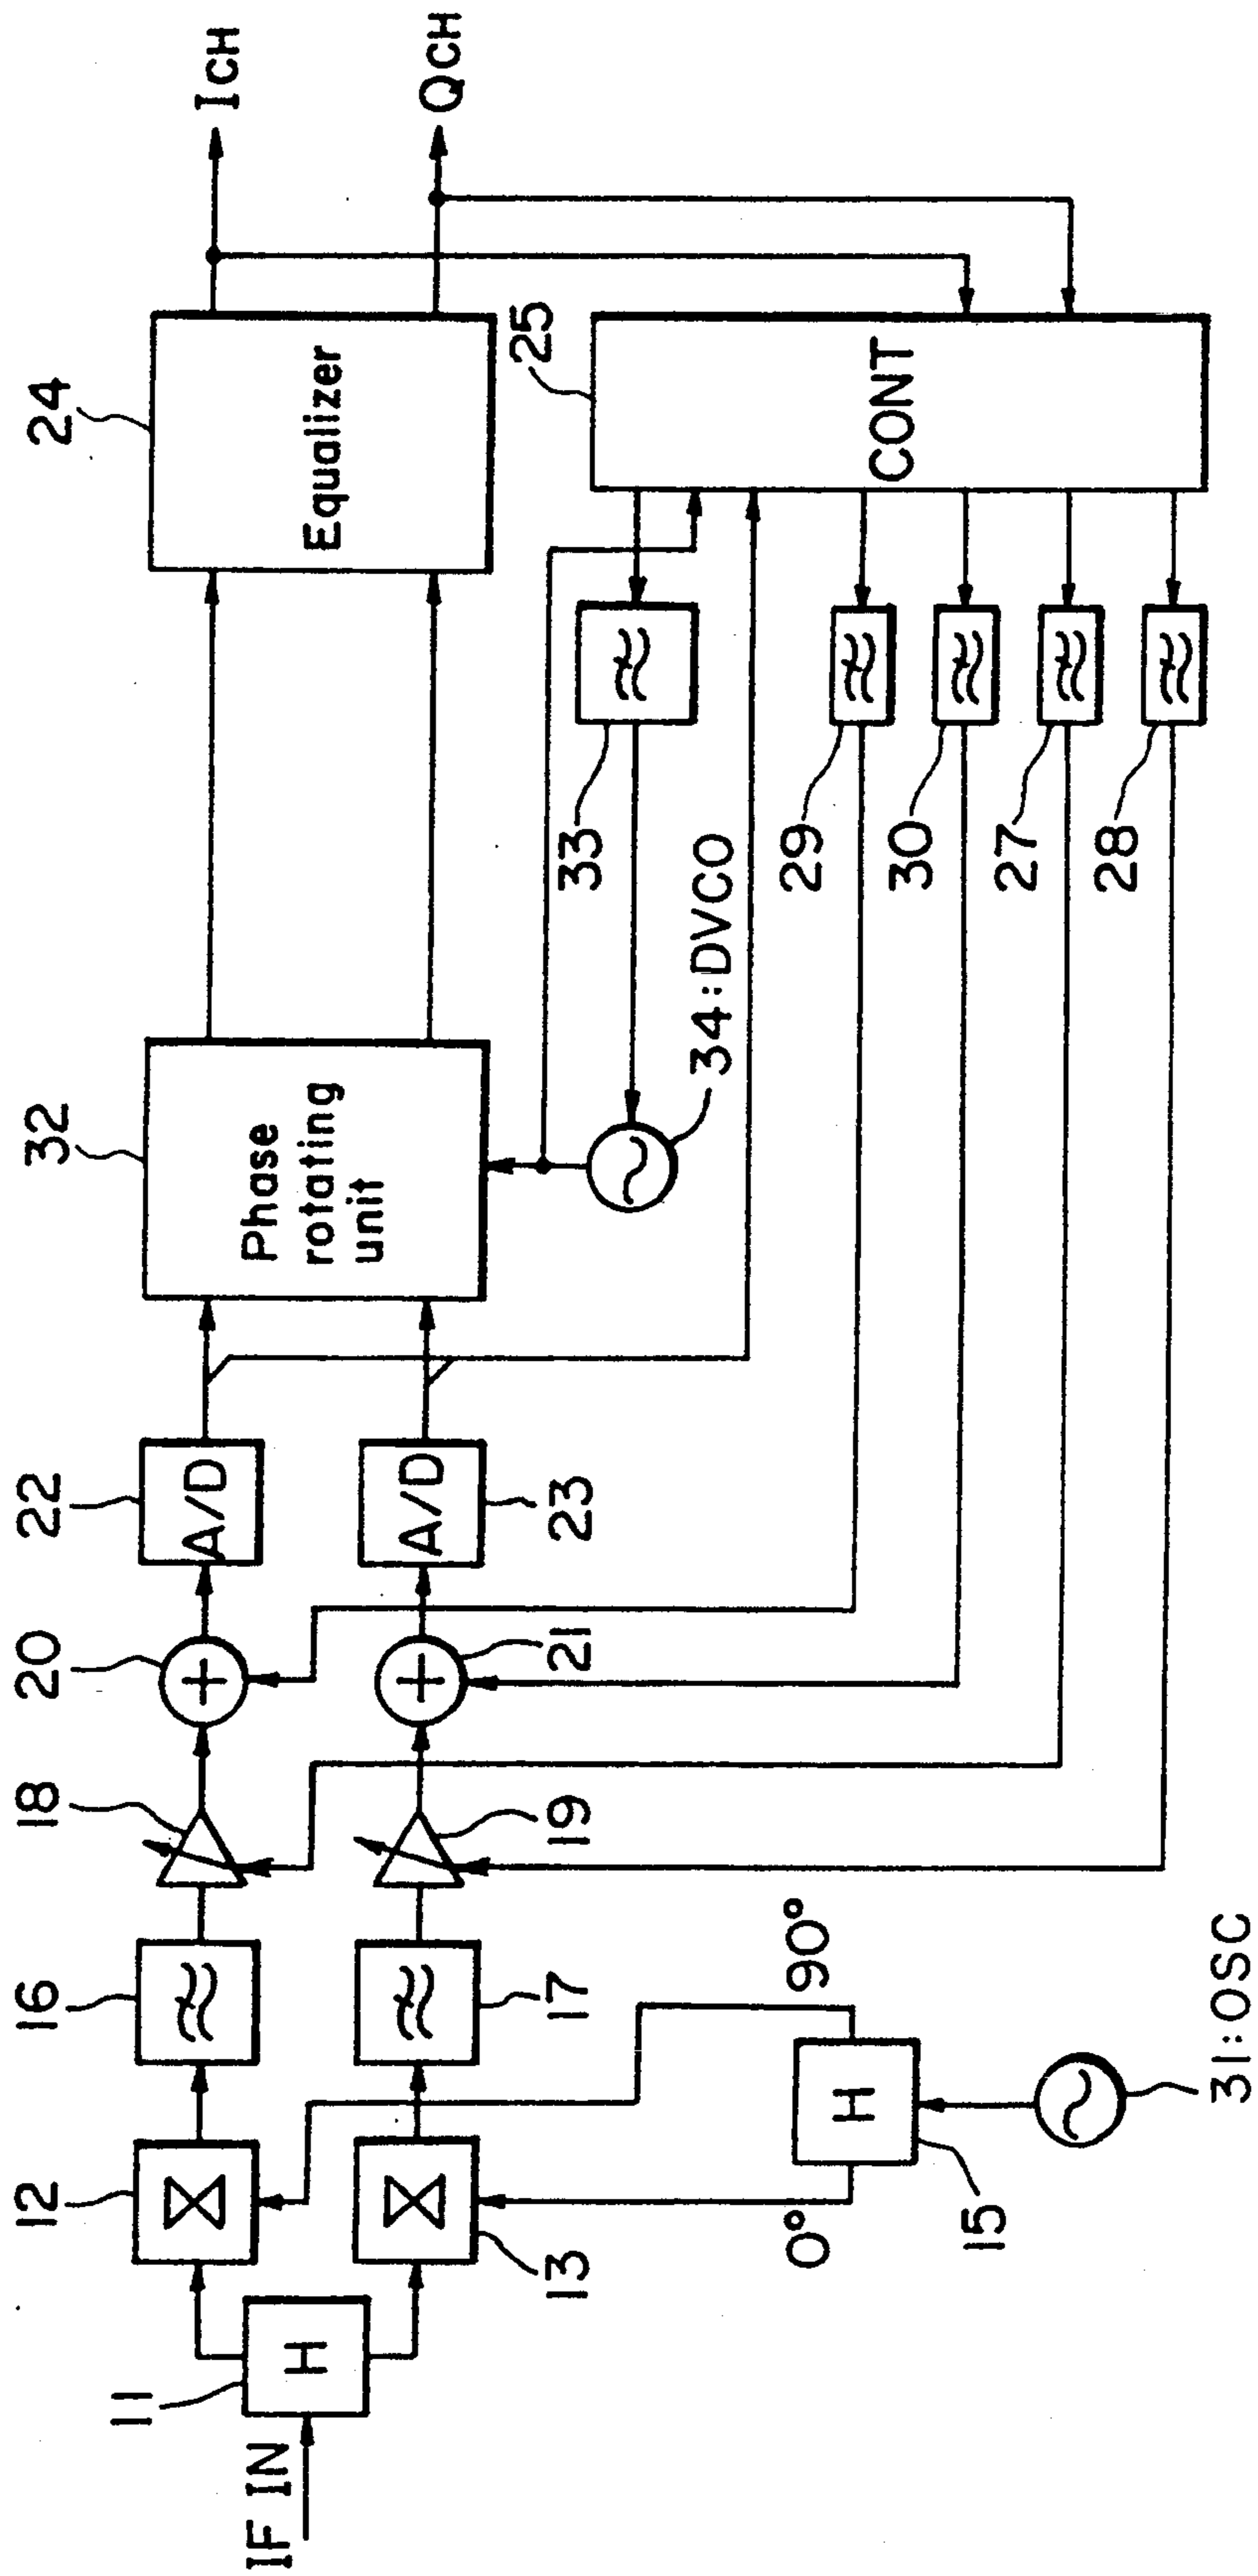 IF IN
11
H
12
13
16
17
18
19
20
21
22
A/D
23
A/D
32
Phase
rotating
unit
24
Equalizer
ICH
QCH
25
CONT
33
34:DVCO
29
30
27
28
0°
90°
H
15
31:OSC